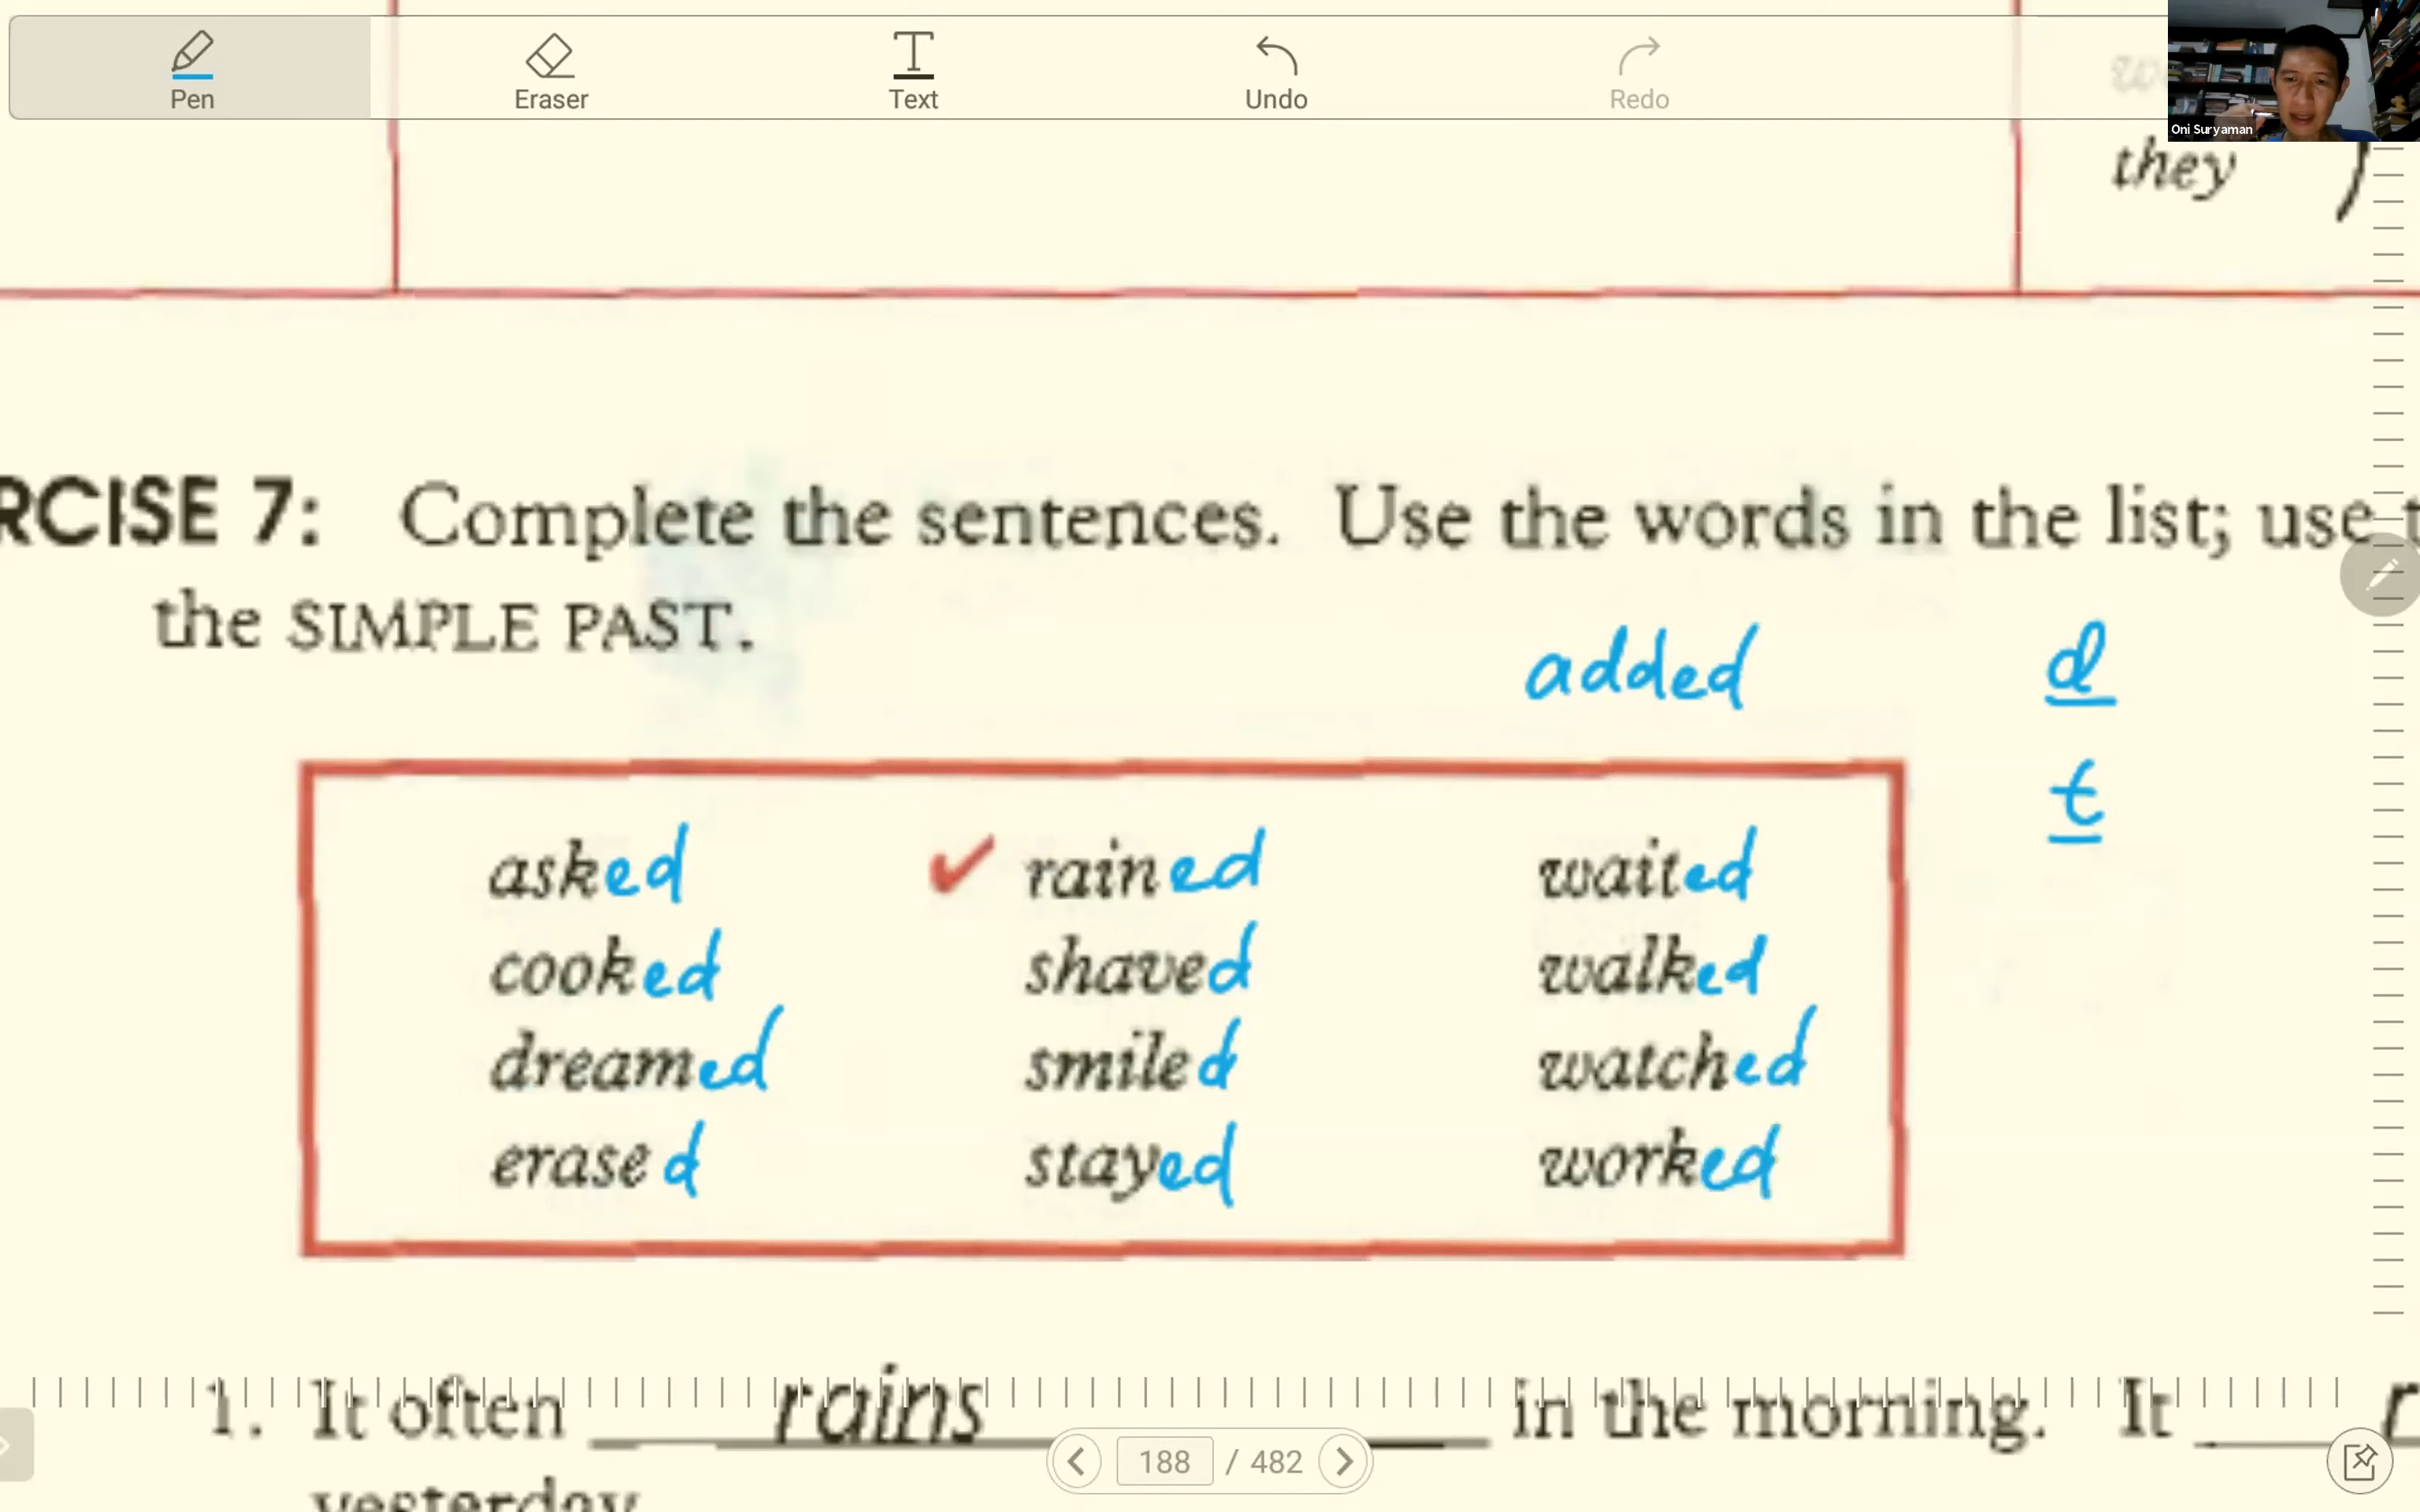 Pen Eraser Text Undo Redo
Oni Suryaman
they )
RCISE 7: Complete the sentences. Use the words in the list; use
the SIMPLE PAST.
added d
t
asked ✔ rained waited
cooked shaved walked
dreamed smiled watched
erased stayed worked
1. It often rains in the morning. It
188 / 482
yesterday